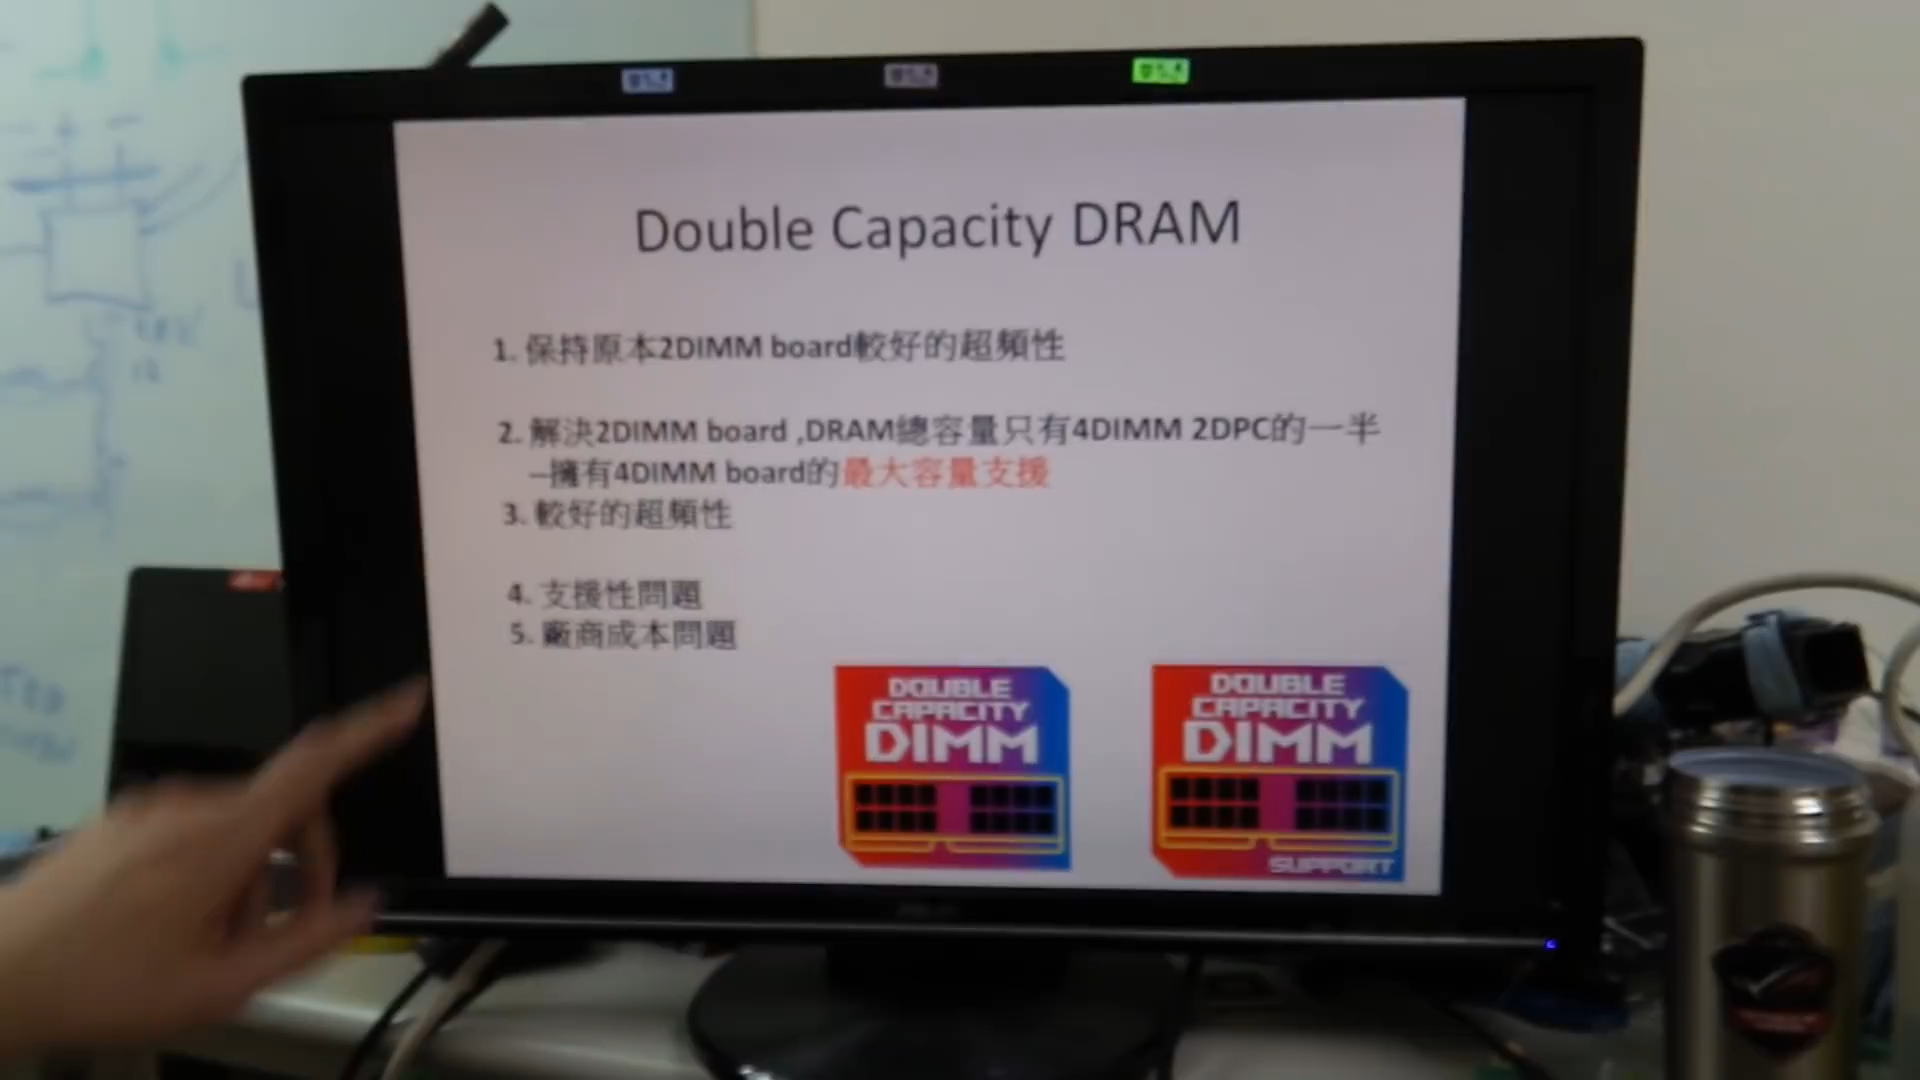 Double Capacity DRAM
1. 保持原本2DIMM board較好的超頻性
2. 解決2DIMM board ,DRAM總容量只有4DIMM 2DPC的一半
–擁有4DIMM board的最大容量支援
3. 較好的超頻性
4. 支援性問題
5. 廠商成本問題
DOUBLE
CAPACITY
DIMM
DOUBLE
CAPACITY
DIMM
SUPPORT